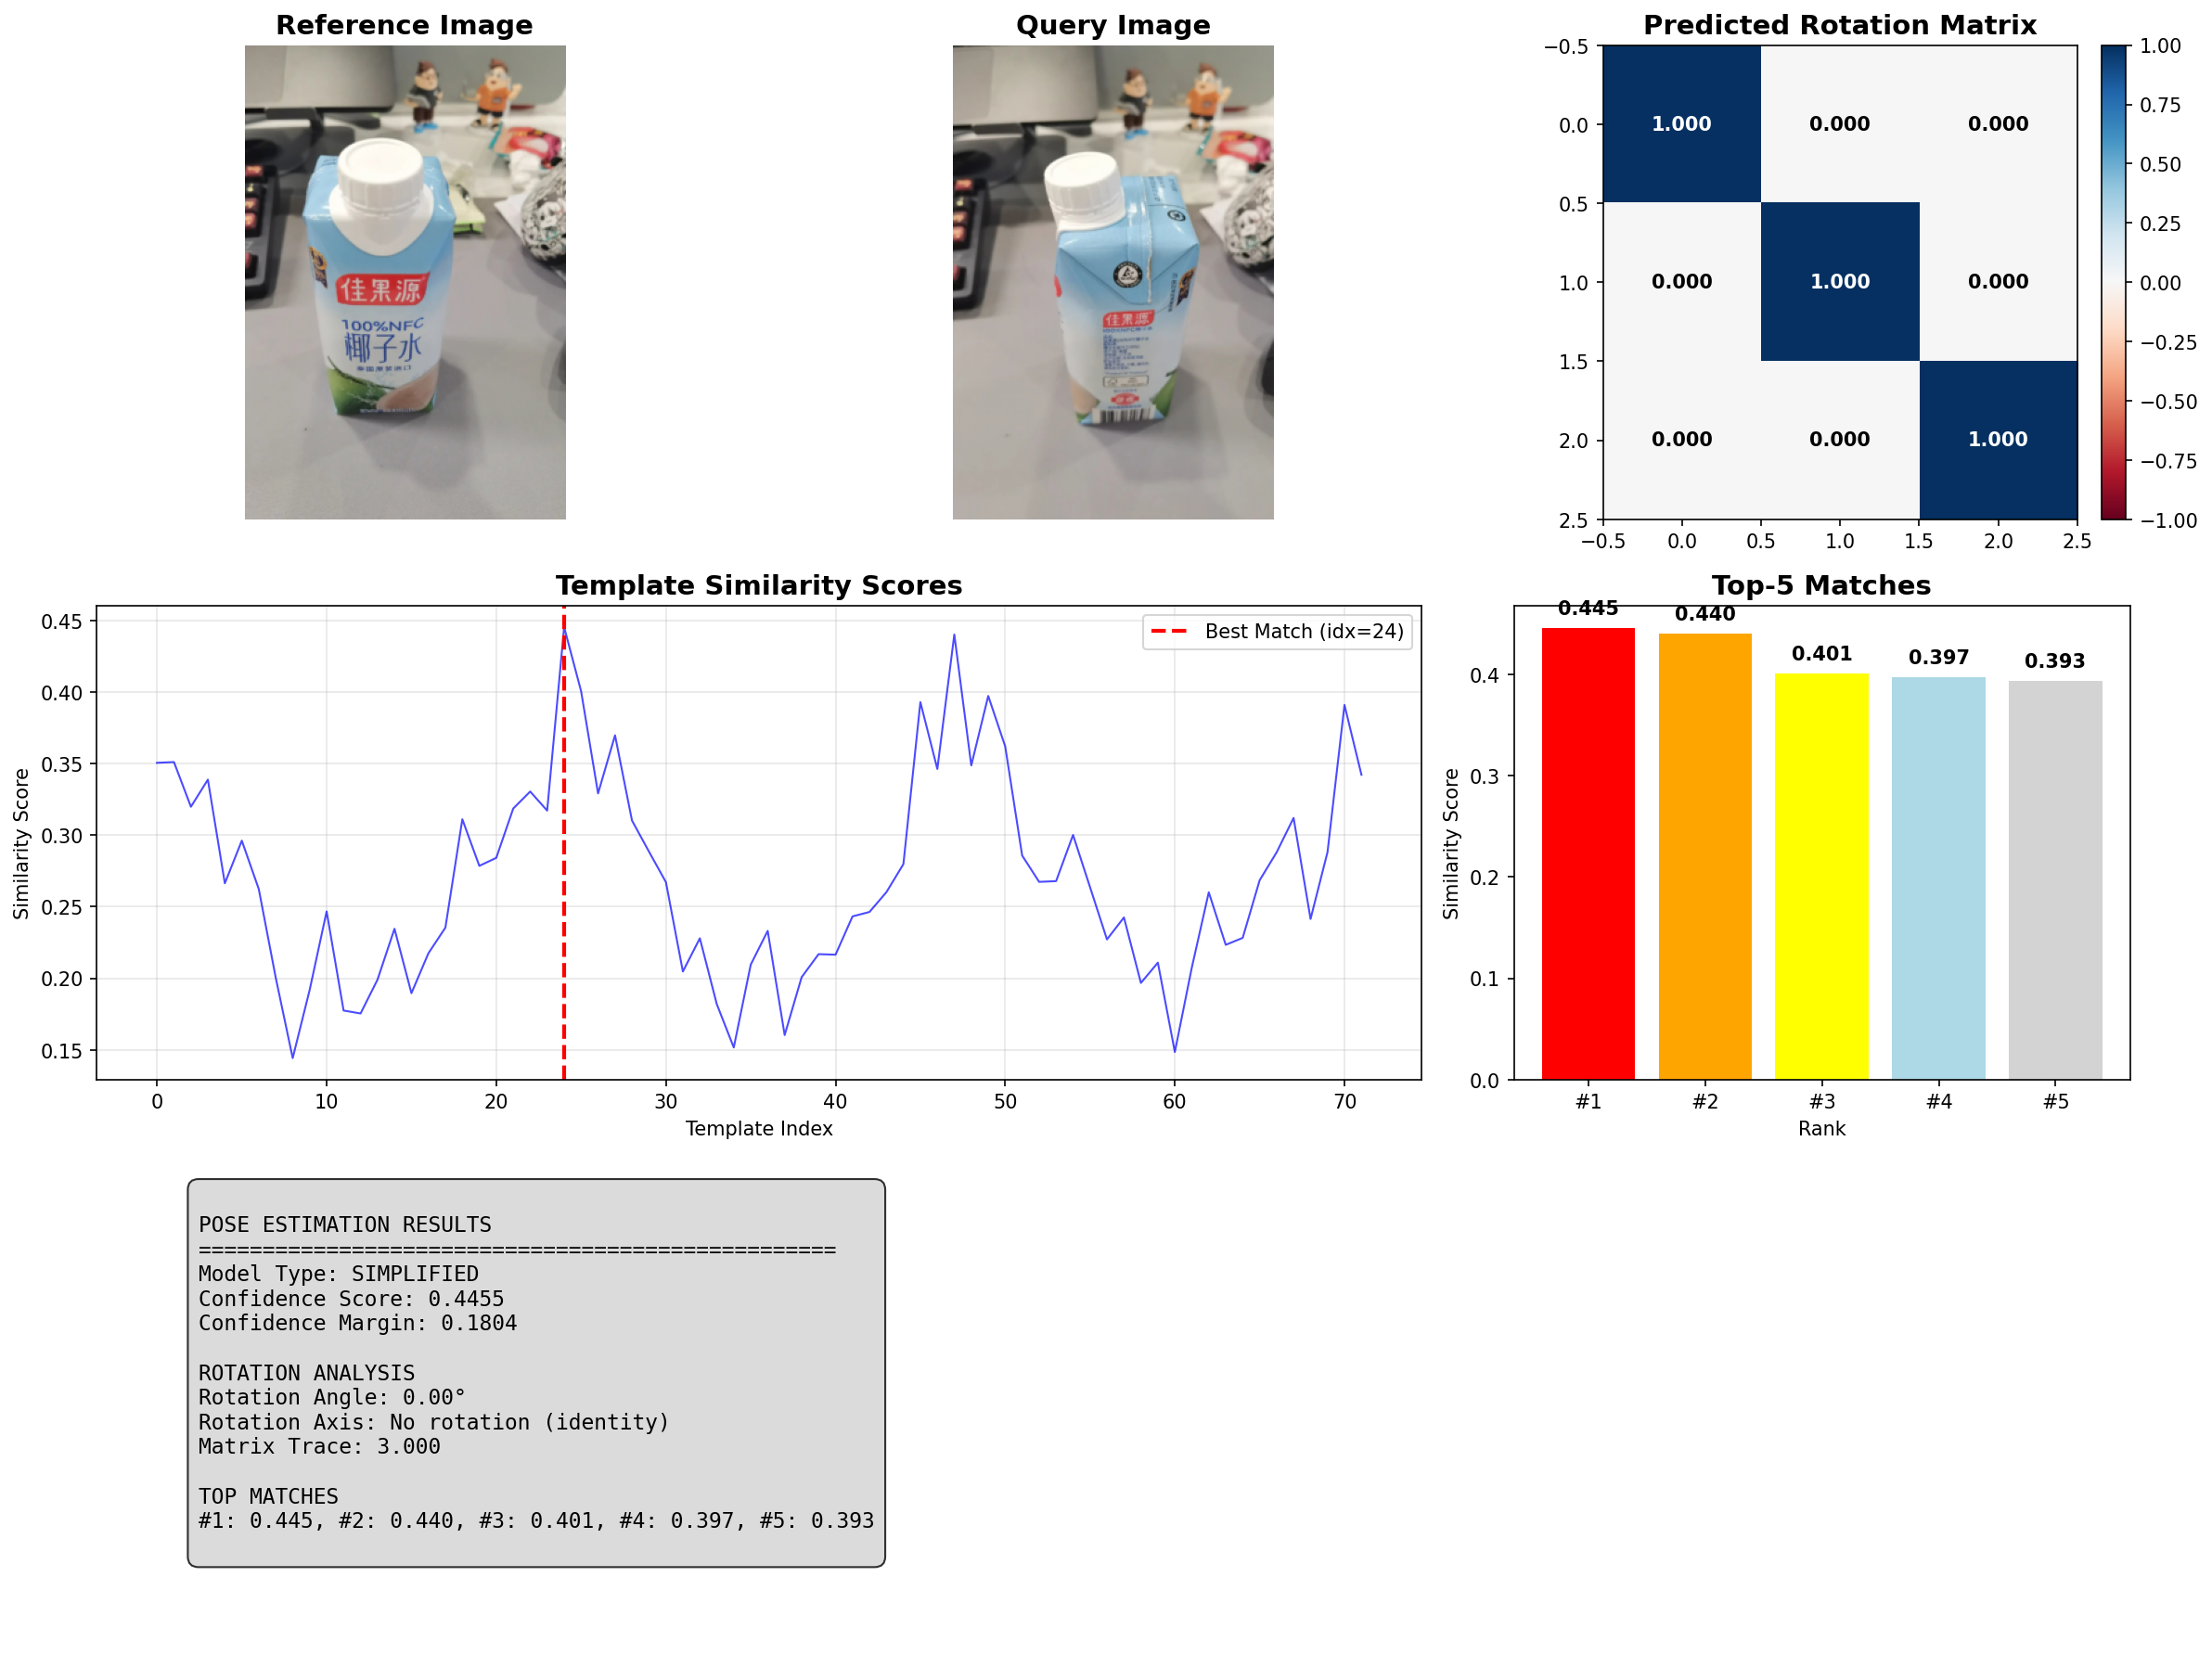 Reference Image
佳果源
100%NFC
椰子水
泰国原装进口
Query Image
佳果源
Predicted Rotation Matrix
−0.5
0.0
0.5
1.0
1.5
2.0
2.5
1.000 0.000 0.000
0.000 1.000 0.000
0.000 0.000 1.000
−0.5 0.0 0.5 1.0 1.5 2.0 2.5
1.00
0.75
0.50
0.25
0.00
−0.25
−0.50
−0.75
−1.00
Template Similarity Scores
Best Match (idx=24)
Similarity Score
0.45
0.40
0.35
0.30
0.25
0.20
0.15
0 10 20 30 40 50 60 70
Template Index
Top-5 Matches
0.445 0.440 0.401 0.397 0.393
Similarity Score
0.4
0.3
0.2
0.1
0.0
#1 #2 #3 #4 #5
Rank
POSE ESTIMATION RESULTS
==================================================
Model Type: SIMPLIFIED
Confidence Score: 0.4455
Confidence Margin: 0.1804
ROTATION ANALYSIS
Rotation Angle: 0.00°
Rotation Axis: No rotation (identity)
Matrix Trace: 3.000
TOP MATCHES
#1: 0.445, #2: 0.440, #3: 0.401, #4: 0.397, #5: 0.393